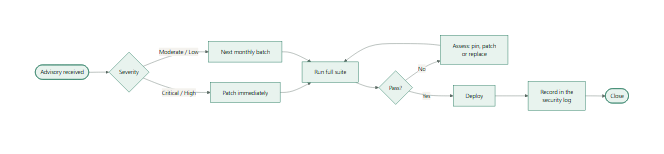 Advisory received
Severity
Moderate / Low
Next monthly batch
Critical / High
Patch immediately
Run full suite
Pass?
No
Assess: pin, patch
or replace
Yes
Deploy
Record in the
security log
Close